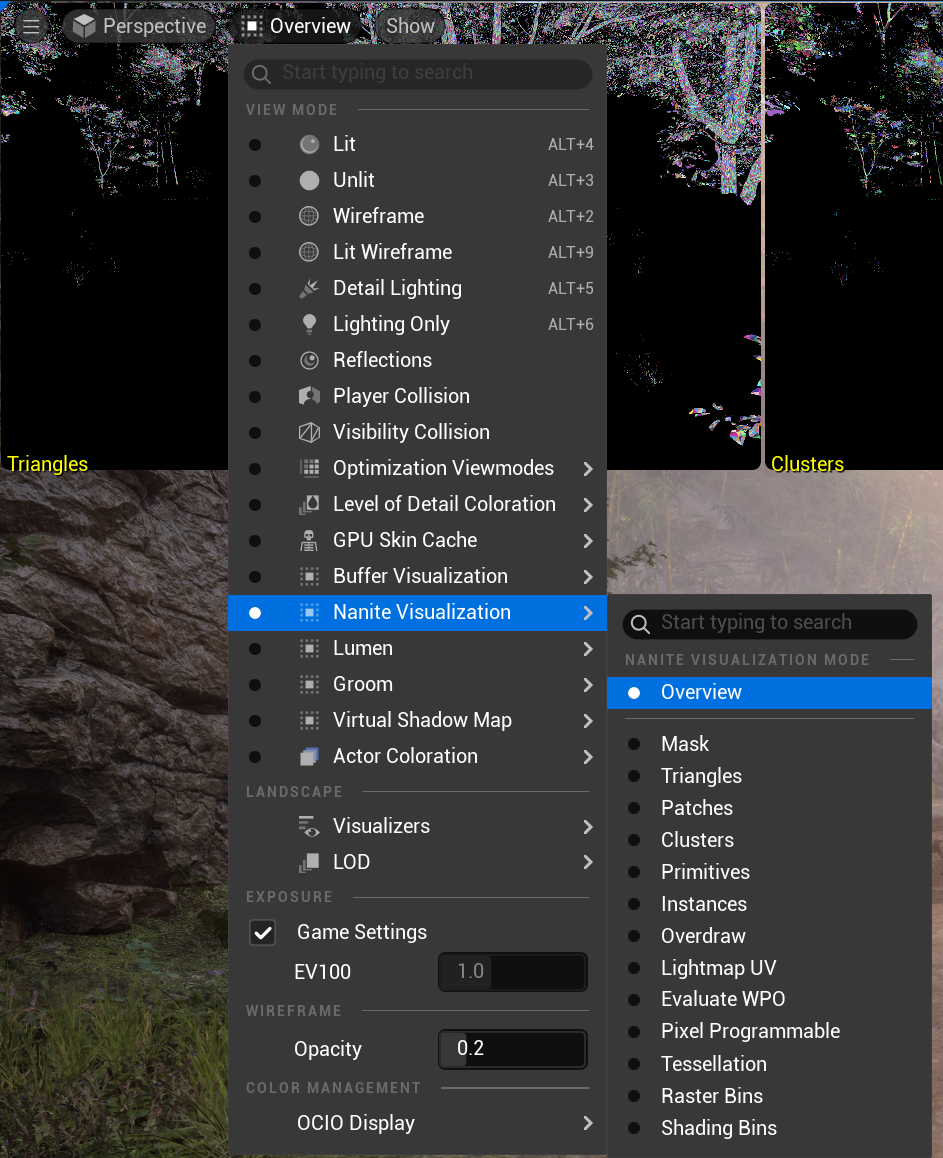 Perspective Overview Show
Start typing to search
VIEW MODE
Lit ALT+4
Unlit ALT+3
Wireframe ALT+2
Lit Wireframe ALT+9
Detail Lighting ALT+5
Lighting Only ALT+6
Reflections
Player Collision
Visibility Collision
Optimization Viewmodes
Level of Detail Coloration
GPU Skin Cache
Buffer Visualization
Nanite Visualization
Lumen
Groom
Virtual Shadow Map
Actor Coloration
LANDSCAPE
Visualizers
LOD
EXPOSURE
Game Settings
EV100 1.0
WIREFRAME
Opacity 0.2
COLOR MANAGEMENT
OCIO Display
Triangles
Clusters
Start typing to search
NANITE VISUALIZATION MODE
Overview
Mask
Triangles
Patches
Clusters
Primitives
Instances
Overdraw
Lightmap UV
Evaluate WPO
Pixel Programmable
Tessellation
Raster Bins
Shading Bins